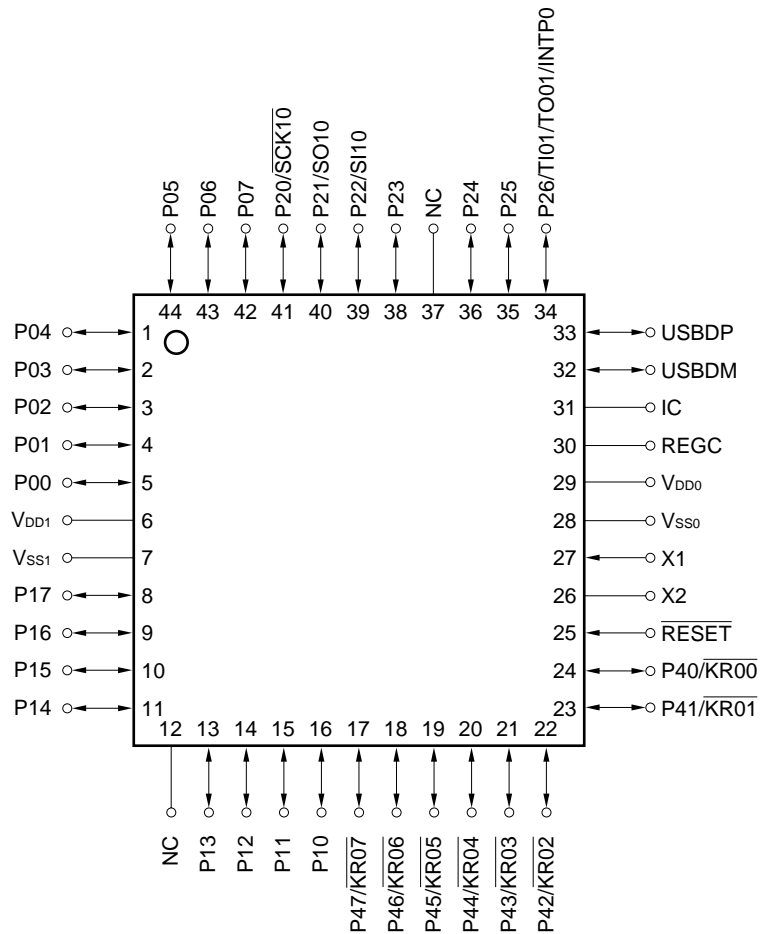 P05
P06
P07
P20/SCK10
P21/SO10
P22/SI10
P23
NC
P24
P25
P26/TI01/TO01/INTP0
44 43 42 41 40 39 38 37 36 35 34
P04 1
P03 2
P02 3
P01 4
P00 5
VDD1 6
VSS1 7
P17 8
P16 9
P15 10
P14 11
33 USBDP
32 USBDM
31 IC
30 REGC
29 VDD0
28 VSS0
27 X1
26 X2
25 RESET
24 P40/KR00
23 P41/KR01
12 13 14 15 16 17 18 19 20 21 22
NC
P13
P12
P11
P10
P47/KR07
P46/KR06
P45/KR05
P44/KR04
P43/KR03
P42/KR02